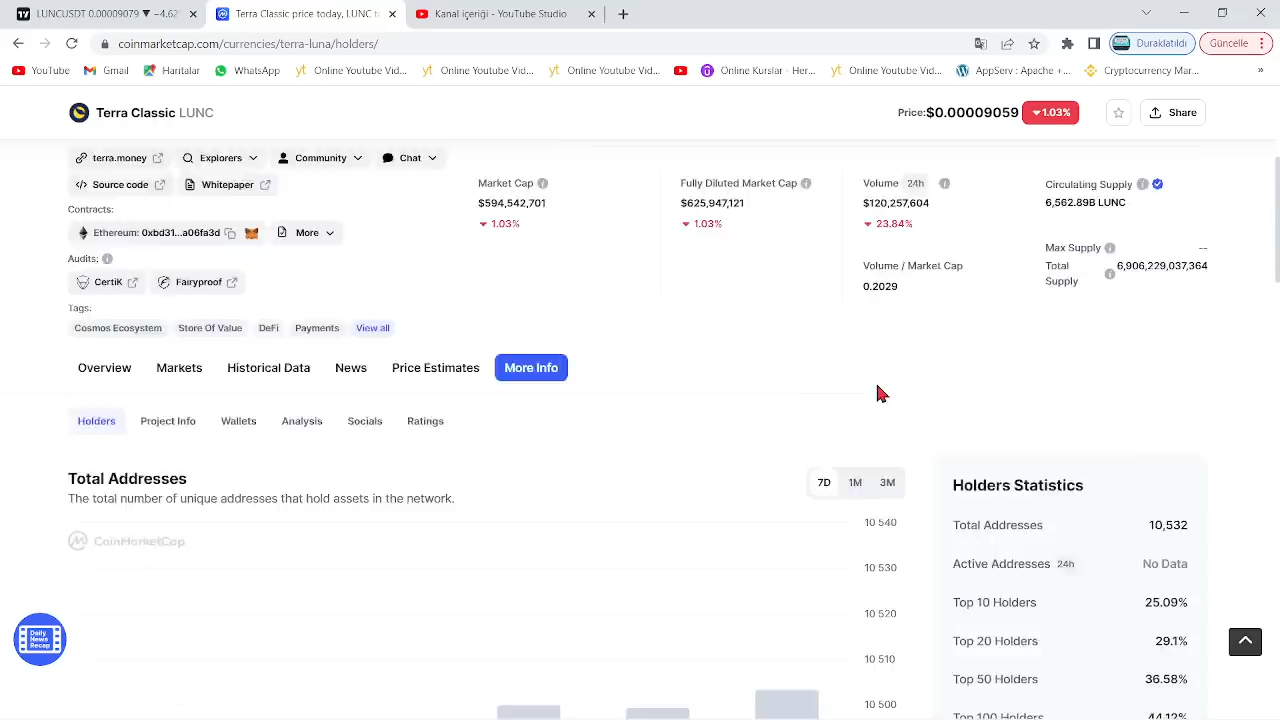 LUNCUSDT 0.00009079 ▼ −4.62
Terra Classic price today, LUNC t
Kanal içeriği - YouTube Studio
coinmarketcap.com/currencies/terra-luna/holders/
Duraklatıldı
Güncelle
YouTube
Gmail
Haritalar
WhatsApp
Online Youtube Vid...
Online Youtube Vid...
Online Youtube Vid...
Online Kurslar - Her...
Online Youtube Vid...
AppServ : Apache +...
Cryptocurrency Mar...
»
Terra Classic LUNC
Price:$0.00009059 1.03%
Share
terra.money
Explorers
Community
Chat
Source code
Whitepaper
Contracts:
Ethereum: 0xbd31...a06fa3d
More
Audits:
CertiK
Fairyproof
Tags:
Cosmos Ecosystem
Store Of Value
DeFi
Payments
View all
Market Cap
$594,542,701
1.03%
Fully Diluted Market Cap
$625,947,121
1.03%
Volume 24h
$120,257,604
23.84%
Volume / Market Cap
0.2029
Circulating Supply
6,562.89B LUNC
Max Supply --
Total Supply 6,906,229,037,364
Overview
Markets
Historical Data
News
Price Estimates
More Info
Holders
Project Info
Wallets
Analysis
Socials
Ratings
Total Addresses
The total number of unique addresses that hold assets in the network.
7D 1M 3M
CoinMarketCap
10 540
10 530
10 520
10 510
10 500
Holders Statistics
Total Addresses 10,532
Active Addresses 24h No Data
Top 10 Holders 25.09%
Top 20 Holders 29.1%
Top 50 Holders 36.58%
Top 100 Holders 44.12%
Daily
News
Recap